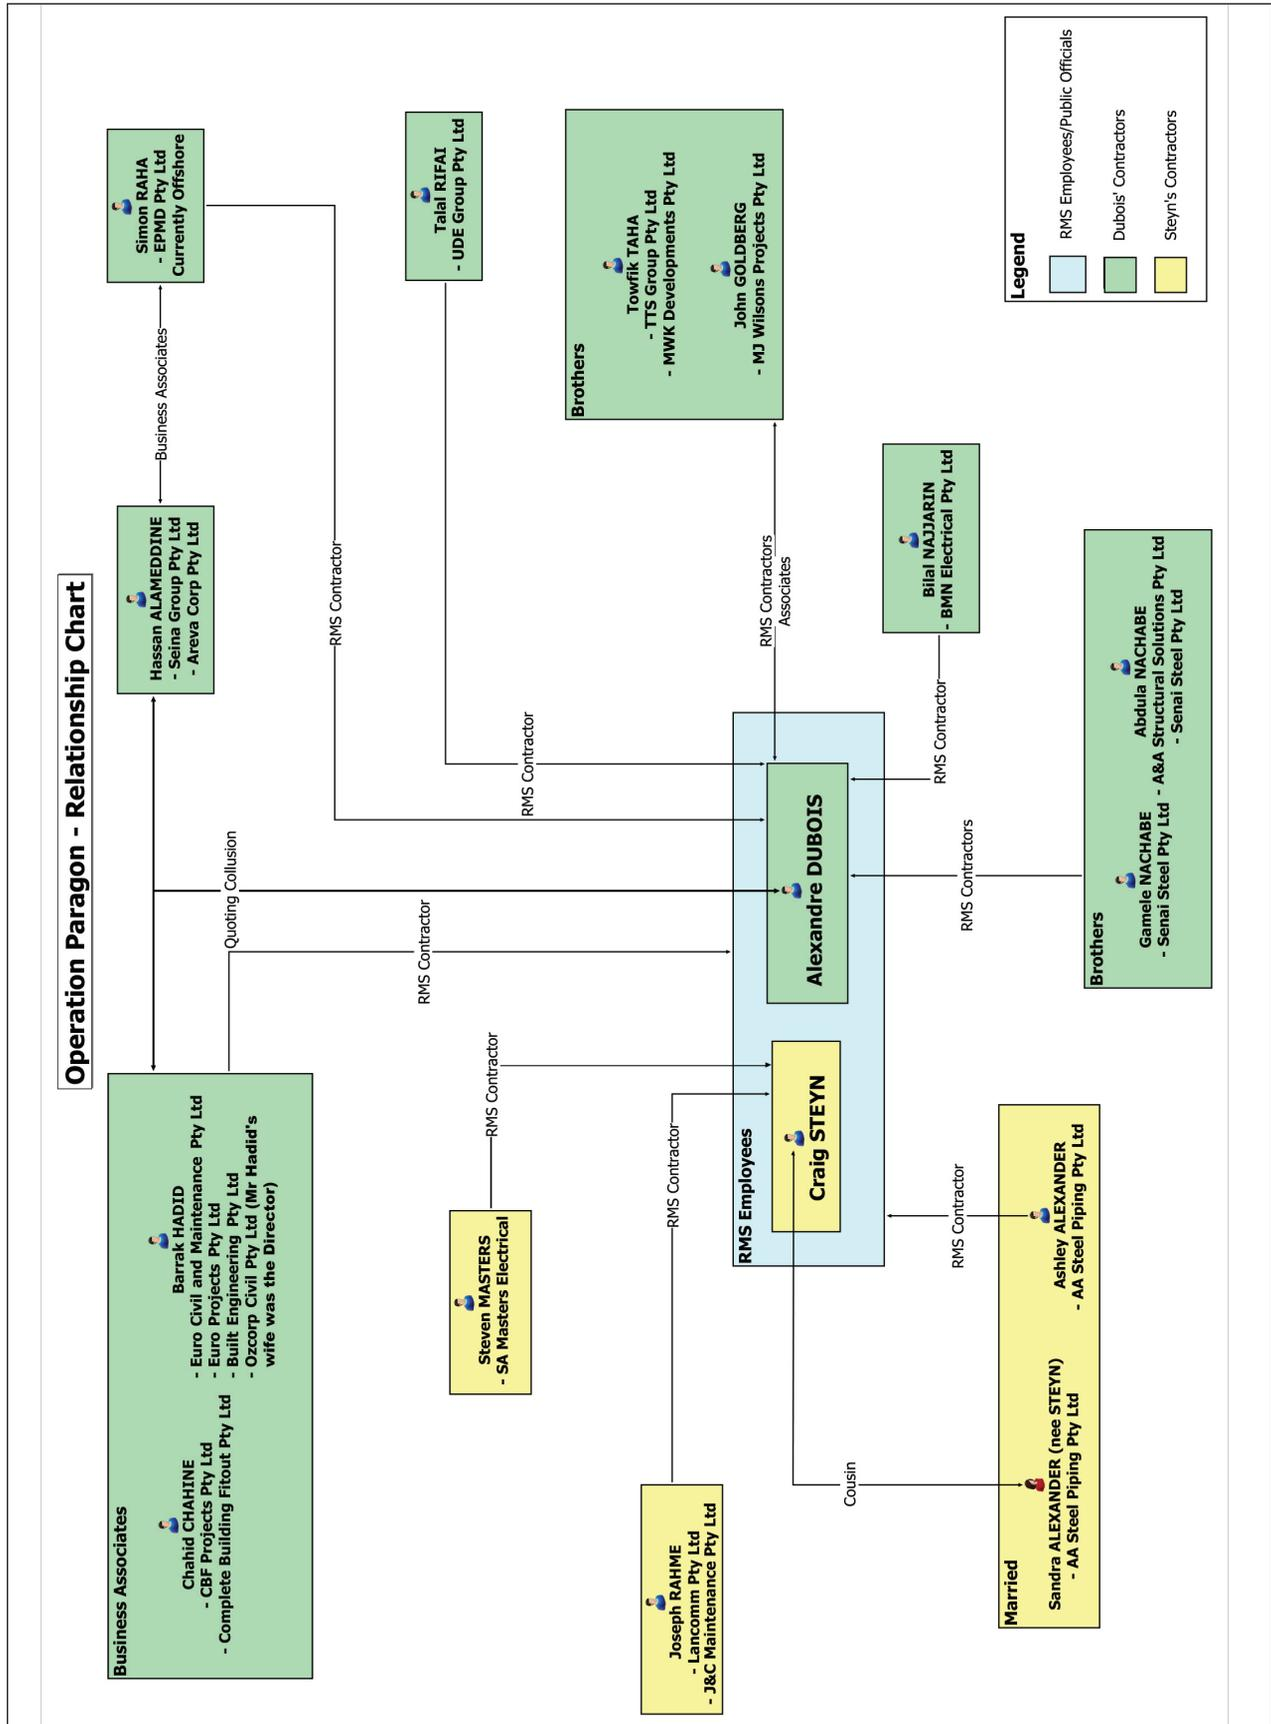 Operation Paragon - Relationship Chart
Business Associates
Chahid CHAHINE
- CBF Projects Pty Ltd
- Complete Building Fitout Pty Ltd
Barrak HADID
- Euro Civil and Maintenance Pty Ltd
- Euro Projects Pty Ltd
- Built Engineering Pty Ltd
- Ozcorp Civil Pty Ltd (Mr Hadid's
wife was the Director)
Quoting Collusion
Hassan ALAMEDDINE
- Seina Group Pty Ltd
- Areva Corp Pty Ltd
Business Associates
Simon RAHA
- EPMD Pty Ltd
Currently Offshore
RMS Contractor
RMS Contractor
Talal RIFAI
- UDE Group Pty Ltd
RMS Contractor
Steven MASTERS
- SA Masters Electrical
RMS Contractor
Brothers
Towfik TAHA
- TTS Group Pty Ltd
- MWK Developments Pty Ltd
John GOLDBERG
- MJ Wilsons Projects Pty Ltd
Joseph RAHME
- Lancomm Pty Ltd
- J&C Maintenance Pty Ltd
RMS Contractor
RMS Employees
Craig STEYN
Alexandre DUBOIS
RMS Contractors
Associates
Cousin
Bilal NAJJARIN
- BMN Electrical Pty Ltd
RMS Contractor
RMS Contractor
RMS Contractors
Married
Sandra ALEXANDER (nee STEYN)
- AA Steel Piping Pty Ltd
Ashley ALEXANDER
- AA Steel Piping Pty Ltd
Brothers
Gamele NACHABE
- Senai Steel Pty Ltd
Abdula NACHABE
- A&A Structural Solutions Pty Ltd
- Senai Steel Pty Ltd
Legend
RMS Employees/Public Officials
Dubois' Contractors
Steyn's Contractors